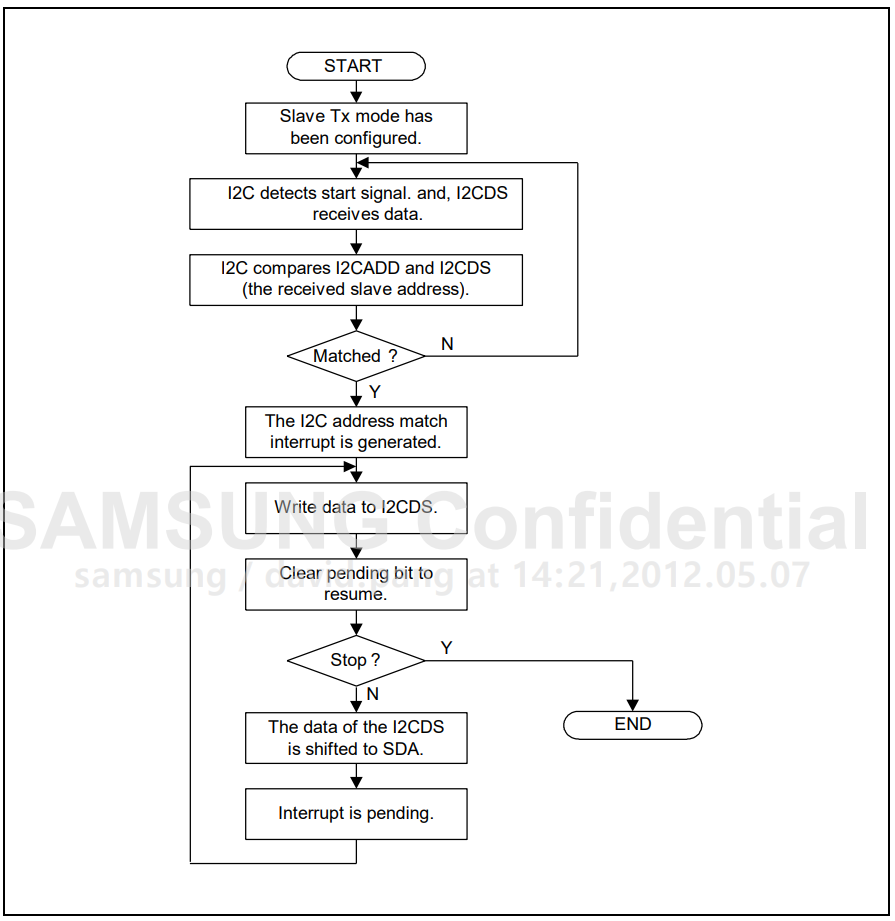 START
Slave Tx mode has
been configured.
I2C detects start signal. and, I2CDS
receives data.
I2C compares I2CADD and I2CDS
(the received slave address).
Matched ?
N
Y
The I2C address match
interrupt is generated.
SAMSUNG Confidential
Write data to I2CDS.
samsung / david.pang at 14:21,2012.05.07
Clear pending bit to
resume.
Stop ?
Y
N
The data of the I2CDS
is shifted to SDA.
END
Interrupt is pending.